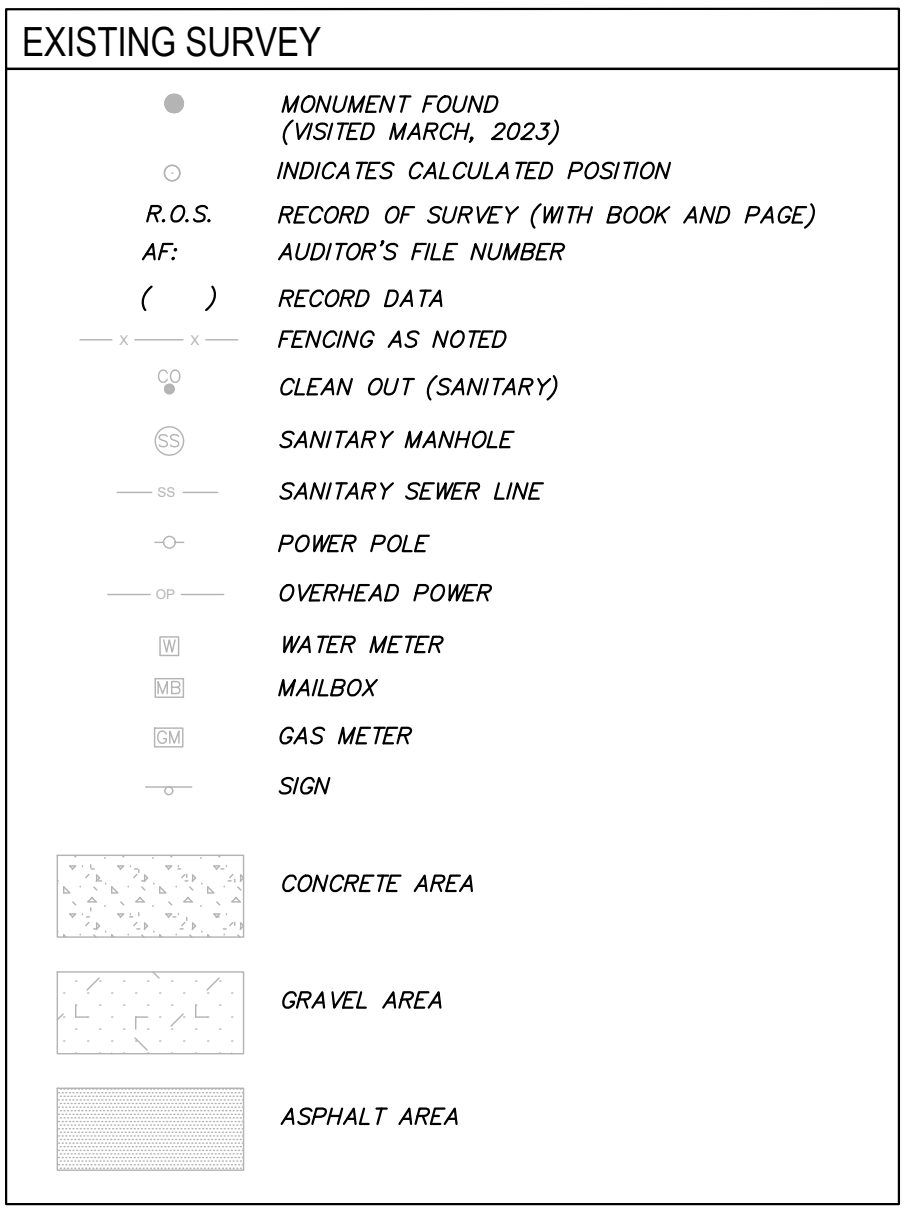 EXISTING SURVEY
MONUMENT FOUND
(VISITED MARCH, 2023)
INDICATES CALCULATED POSITION
R.O.S. RECORD OF SURVEY (WITH BOOK AND PAGE)
AF: AUDITOR'S FILE NUMBER
( ) RECORD DATA
X X FENCING AS NOTED
CO CLEAN OUT (SANITARY)
SS SANITARY MANHOLE
SS SANITARY SEWER LINE
POWER POLE
OP OVERHEAD POWER
W WATER METER
MB MAILBOX
GM GAS METER
SIGN
CONCRETE AREA
GRAVEL AREA
ASPHALT AREA